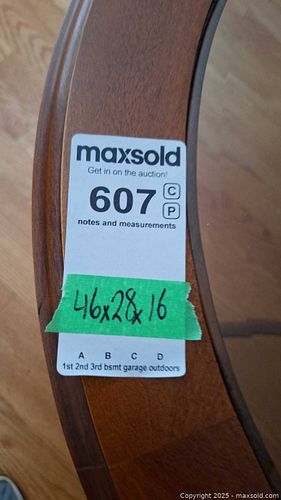 maxsold
Get in on the auction!
607 C
P
notes and measurements
46x28x16
A B C D
1st 2nd 3rd bsmt garage outdoors
Copyright 2025 - maxsold.com